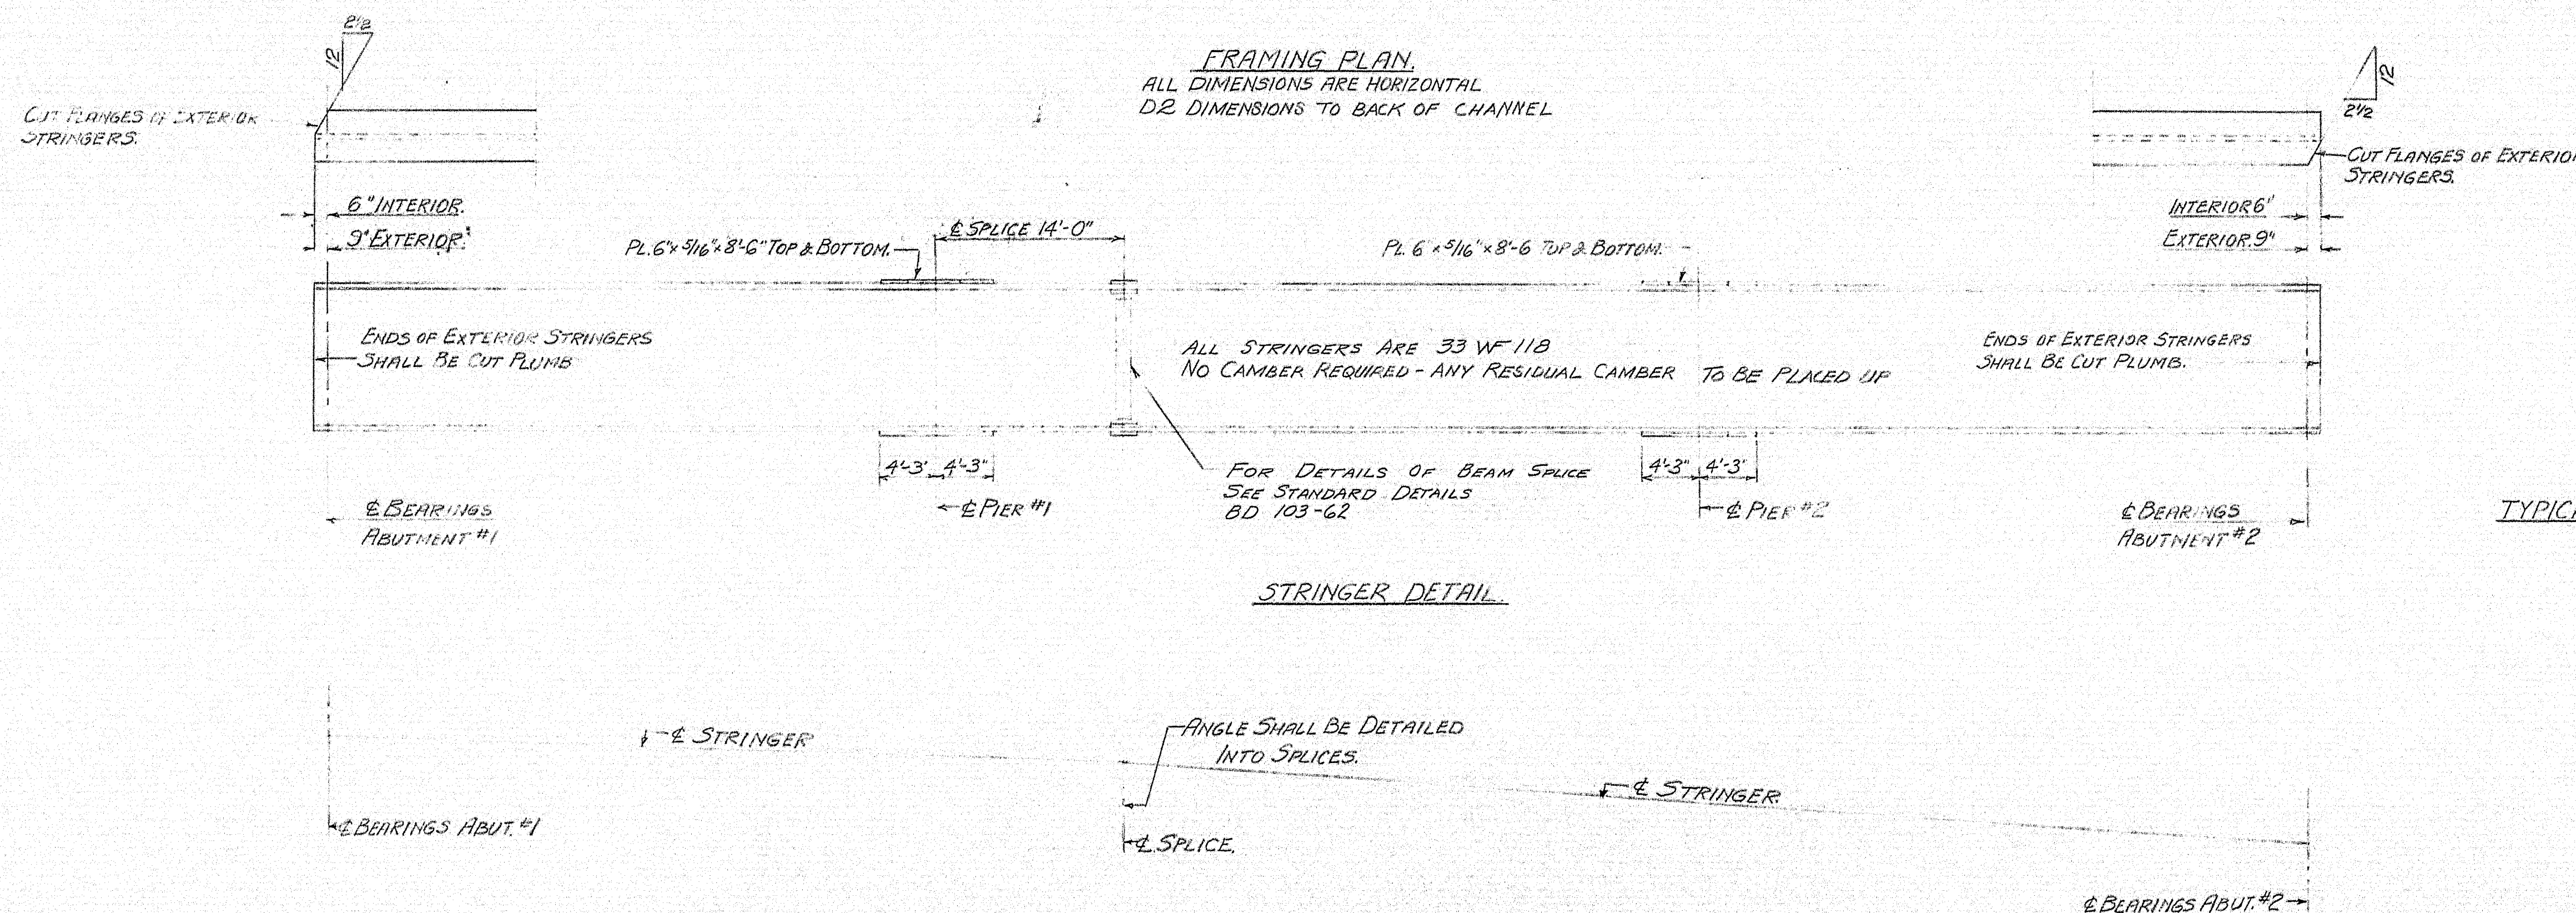 2½
12
FRAMING PLAN.
ALL DIMENSIONS ARE HORIZONTAL
D2 DIMENSIONS TO BACK OF CHANNEL
12
2½
CUT FLANGES OF EXTERIOR
STRINGERS.
CUT FLANGES OF EXTERIOR
STRINGERS.
6" INTERIOR.
9" EXTERIOR.
℄ SPLICE 14'-0"
PL. 6"x 5/16"x 8'-6" TOP & BOTTOM.
PL. 6"x 5/16"x 8'-6 TOP & BOTTOM.
INTERIOR 6"
EXTERIOR. 9"
ENDS OF EXTERIOR STRINGERS
SHALL BE CUT PLUMB
ALL STRINGERS ARE 33 WF 118
NO CAMBER REQUIRED - ANY RESIDUAL CAMBER TO BE PLACED UP
ENDS OF EXTERIOR STRINGERS
SHALL BE CUT PLUMB.
4'-3" 4'-3"
FOR DETAILS OF BEAM SPLICE
SEE STANDARD DETAILS
BD 103-62
4'-3" 4'-3"
℄ BEARINGS
ABUTMENT #1
℄ PIER #1
℄ PIER #2
℄ BEARINGS
ABUTMENT #2
TYPIC
STRINGER DETAIL.
℄ STRINGER
ANGLE SHALL BE DETAILED
INTO SPLICES.
℄ STRINGER
℄ BEARINGS ABUT. #1
℄ SPLICE.
℄ BEARINGS ABUT. #2